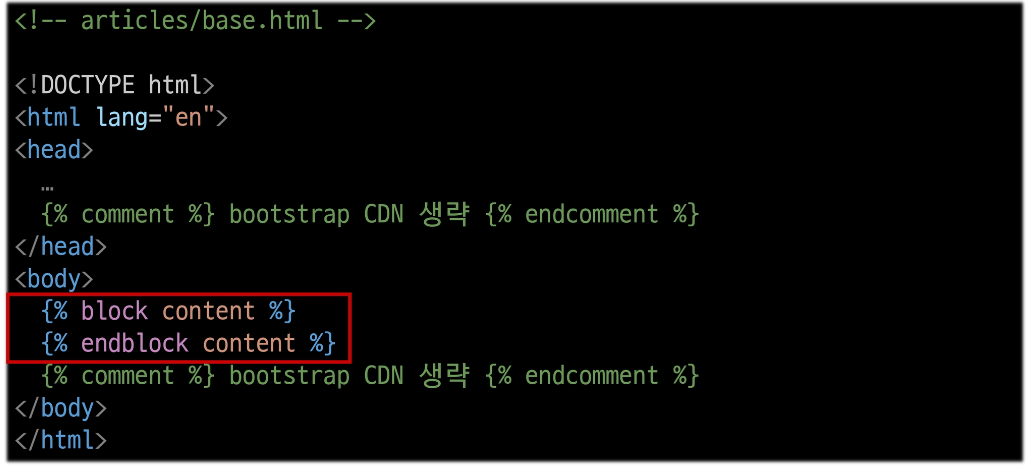 <!-- articles/base.html -->
<!DOCTYPE html>
<html lang="en">
<head>
…
{% comment %} bootstrap CDN 생략 {% endcomment %}
</head>
<body>
{% block content %}
{% endblock content %}
{% comment %} bootstrap CDN 생략 {% endcomment %}
</body>
</html>